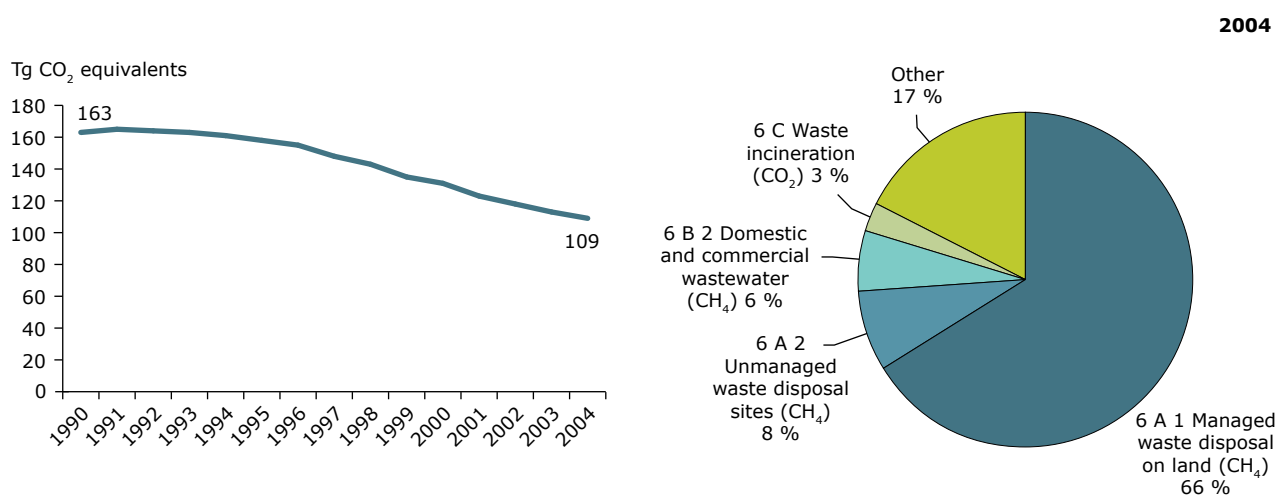 2004
Tg CO₂ equivalents
180
160
140
120
100
80
60
40
20
0
163
109
1990
1991
1992
1993
1994
1995
1996
1997
1998
1999
2000
2001
2002
2003
2004
Other
17 %
6 C Waste
incineration
(CO₂) 3 %
6 B 2 Domestic
and commercial
wastewater
(CH₄) 6 %
6 A 2
Unmanaged
waste disposal
sites (CH₄)
8 %
6 A 1 Managed
waste disposal
on land (CH₄)
66 %